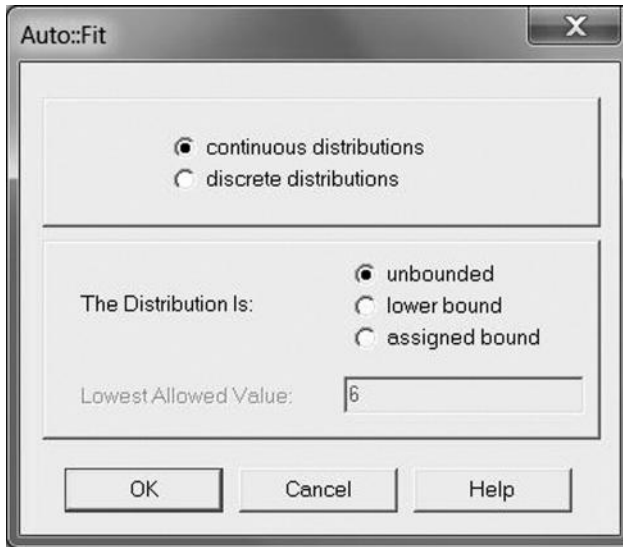 Auto::Fit
continuous distributions
discrete distributions
The Distribution Is:
unbounded
lower bound
assigned bound
Lowest Allowed Value:
6
OK
Cancel
Help